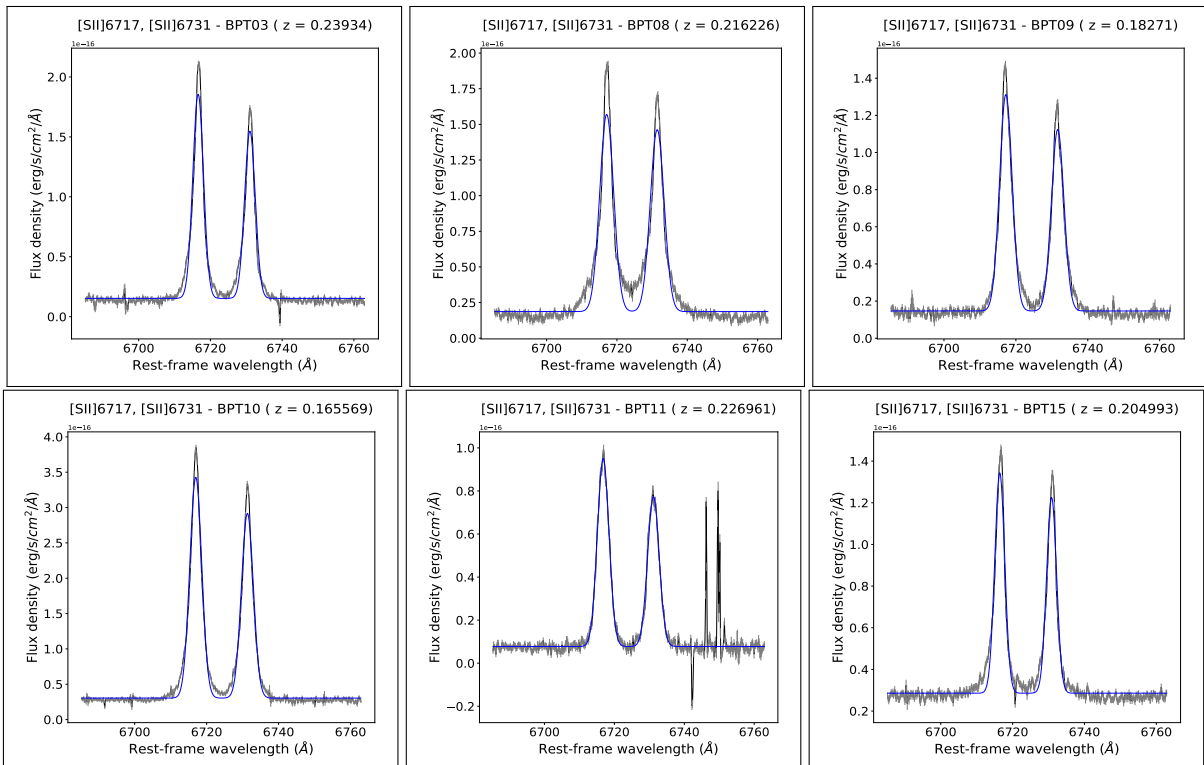 [SII]6717, [SII]6731 - BPT03 ( z = 0.23934)
1e−16
2.0
1.5
1.0
0.5
0.0
Flux density (erg/s/cm²/Å)
6700 6720 6740 6760
Rest-frame wavelength (Å)
[SII]6717, [SII]6731 - BPT08 ( z = 0.216226)
1e−16
2.00
1.75
1.50
1.25
1.00
0.75
0.50
0.25
0.00
Flux density (erg/s/cm²/Å)
6700 6720 6740 6760
Rest-frame wavelength (Å)
[SII]6717, [SII]6731 - BPT09 ( z = 0.18271)
1e−16
1.4
1.2
1.0
0.8
0.6
0.4
0.2
0.0
Flux density (erg/s/cm²/Å)
6700 6720 6740 6760
Rest-frame wavelength (Å)
[SII]6717, [SII]6731 - BPT10 ( z = 0.165569)
1e−16
4.0
3.5
3.0
2.5
2.0
1.5
1.0
0.5
0.0
Flux density (erg/s/cm²/Å)
6700 6720 6740 6760
Rest-frame wavelength (Å)
[SII]6717, [SII]6731 - BPT11 ( z = 0.226961)
1e−16
1.0
0.8
0.6
0.4
0.2
0.0
−0.2
Flux density (erg/s/cm²/Å)
6700 6720 6740 6760
Rest-frame wavelength (Å)
[SII]6717, [SII]6731 - BPT15 ( z = 0.204993)
1e−16
1.4
1.2
1.0
0.8
0.6
0.4
0.2
Flux density (erg/s/cm²/Å)
6700 6720 6740 6760
Rest-frame wavelength (Å)